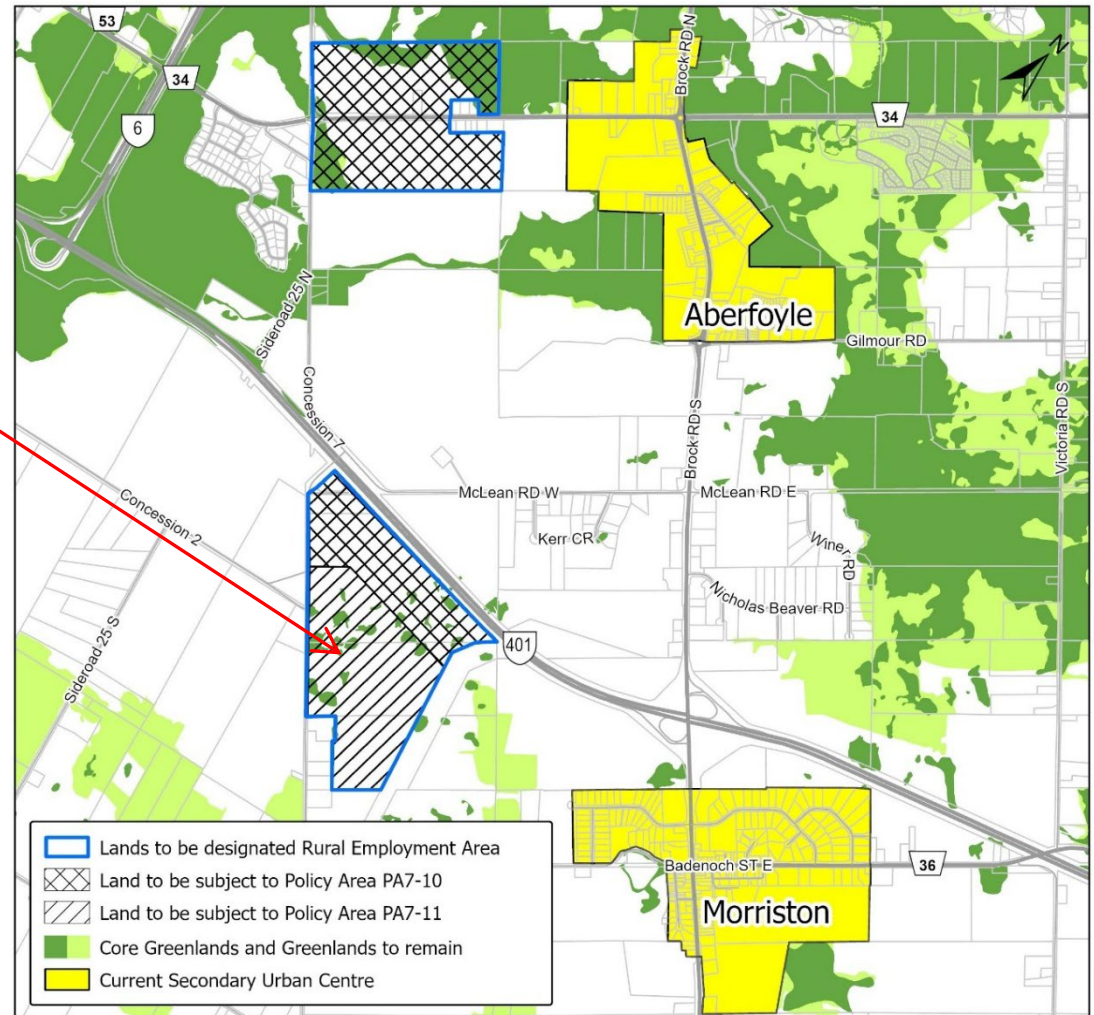 53
34
6
Brock RD N
N
34
Aberfoyle
Gilmour RD
Sideroad 25 N
Concession 7
Victoria RD S
Brock RD S
Concession 2
McLean RD W
McLean RD E
Kerr CR
Winer RD
Nicholas Beaver RD
Sideroad 25 S
401
Badenoch ST E
36
Morriston
Lands to be designated Rural Employment Area
Land to be subject to Policy Area PA7-10
Land to be subject to Policy Area PA7-11
Core Greenlands and Greenlands to remain
Current Secondary Urban Centre